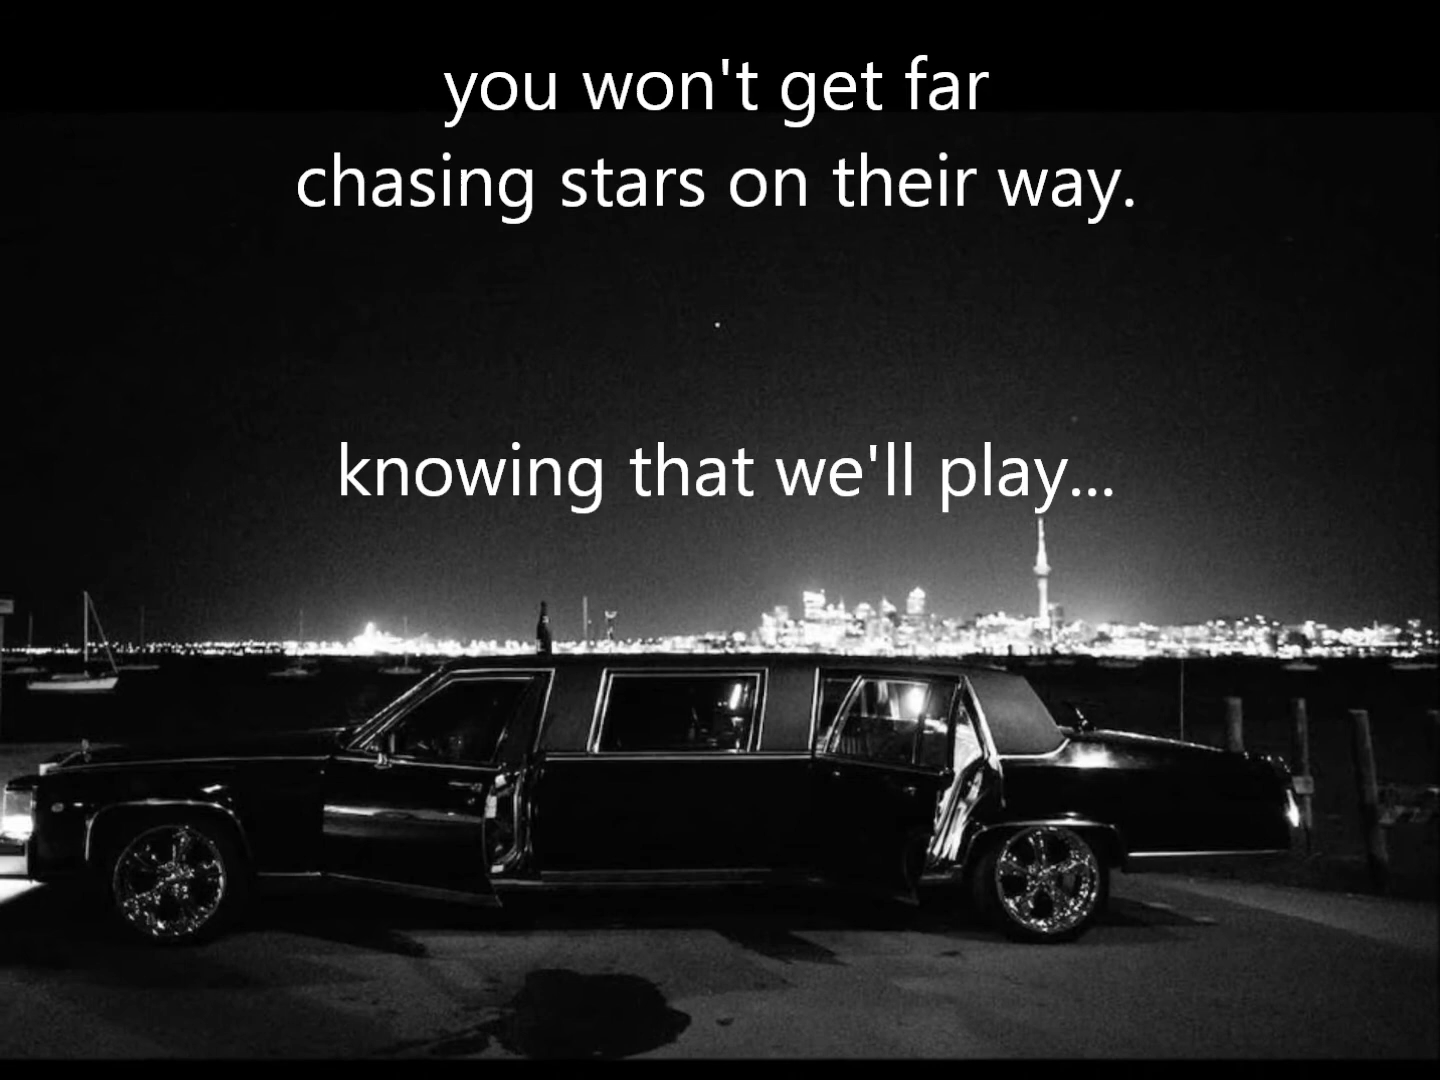 you won't get far
chasing stars on their way.
knowing that we'll play...